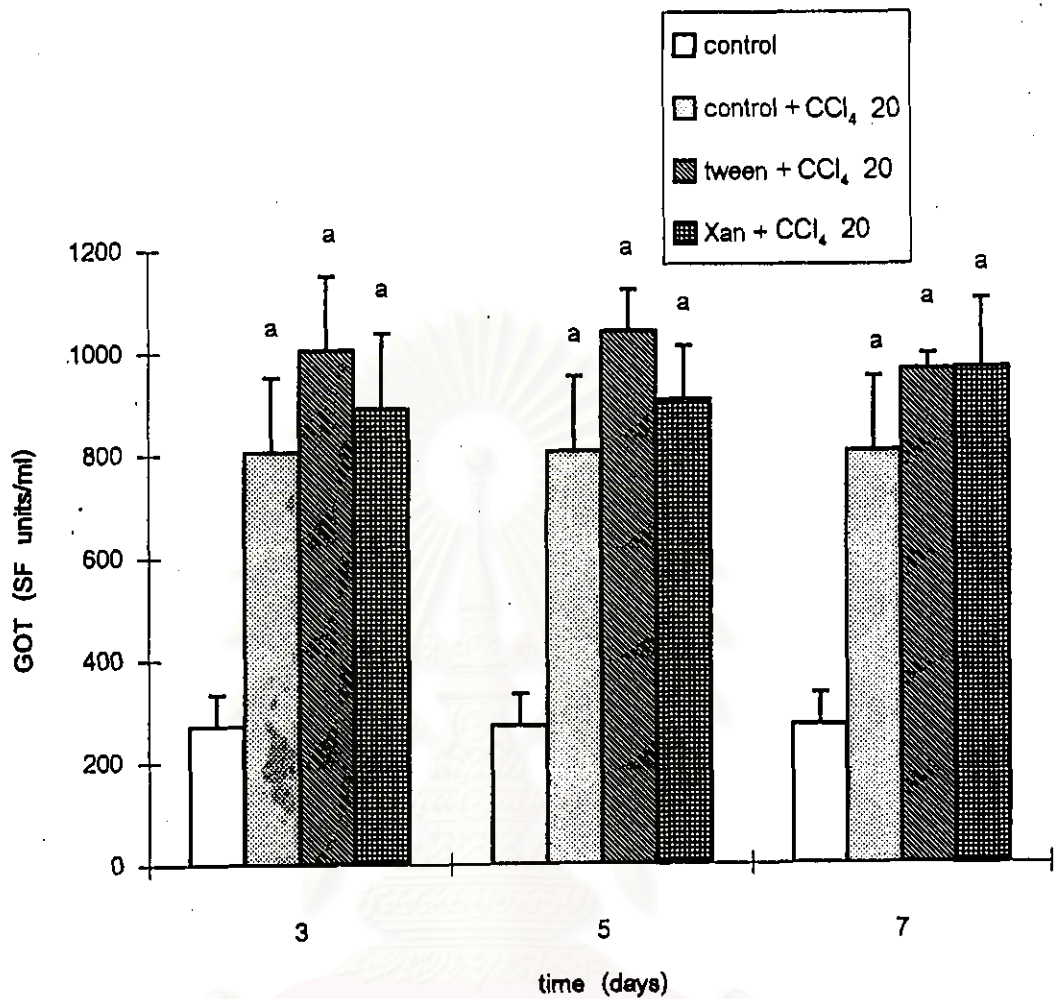 control
control + CCl₄ 20
tween + CCl₄ 20
Xan + CCl₄ 20
1200
1000
800
600
400
200
0
GOT (SF units/ml)
a
a
a
a
a
a
a
a
a
3
5
7
time (days)